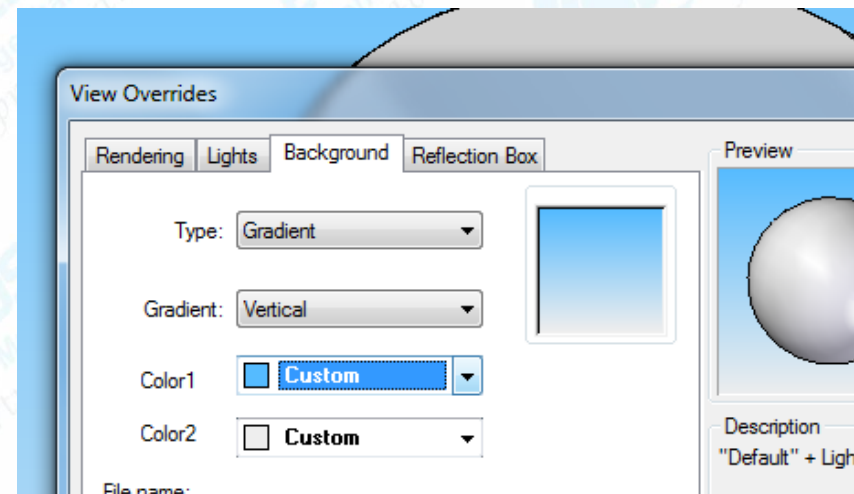 View Overrides
Rendering Lights Background Reflection Box
Preview
Type: Gradient
Gradient: Vertical
Color1 Custom
Color2 Custom
Description
"Default" + Ligh
File name: